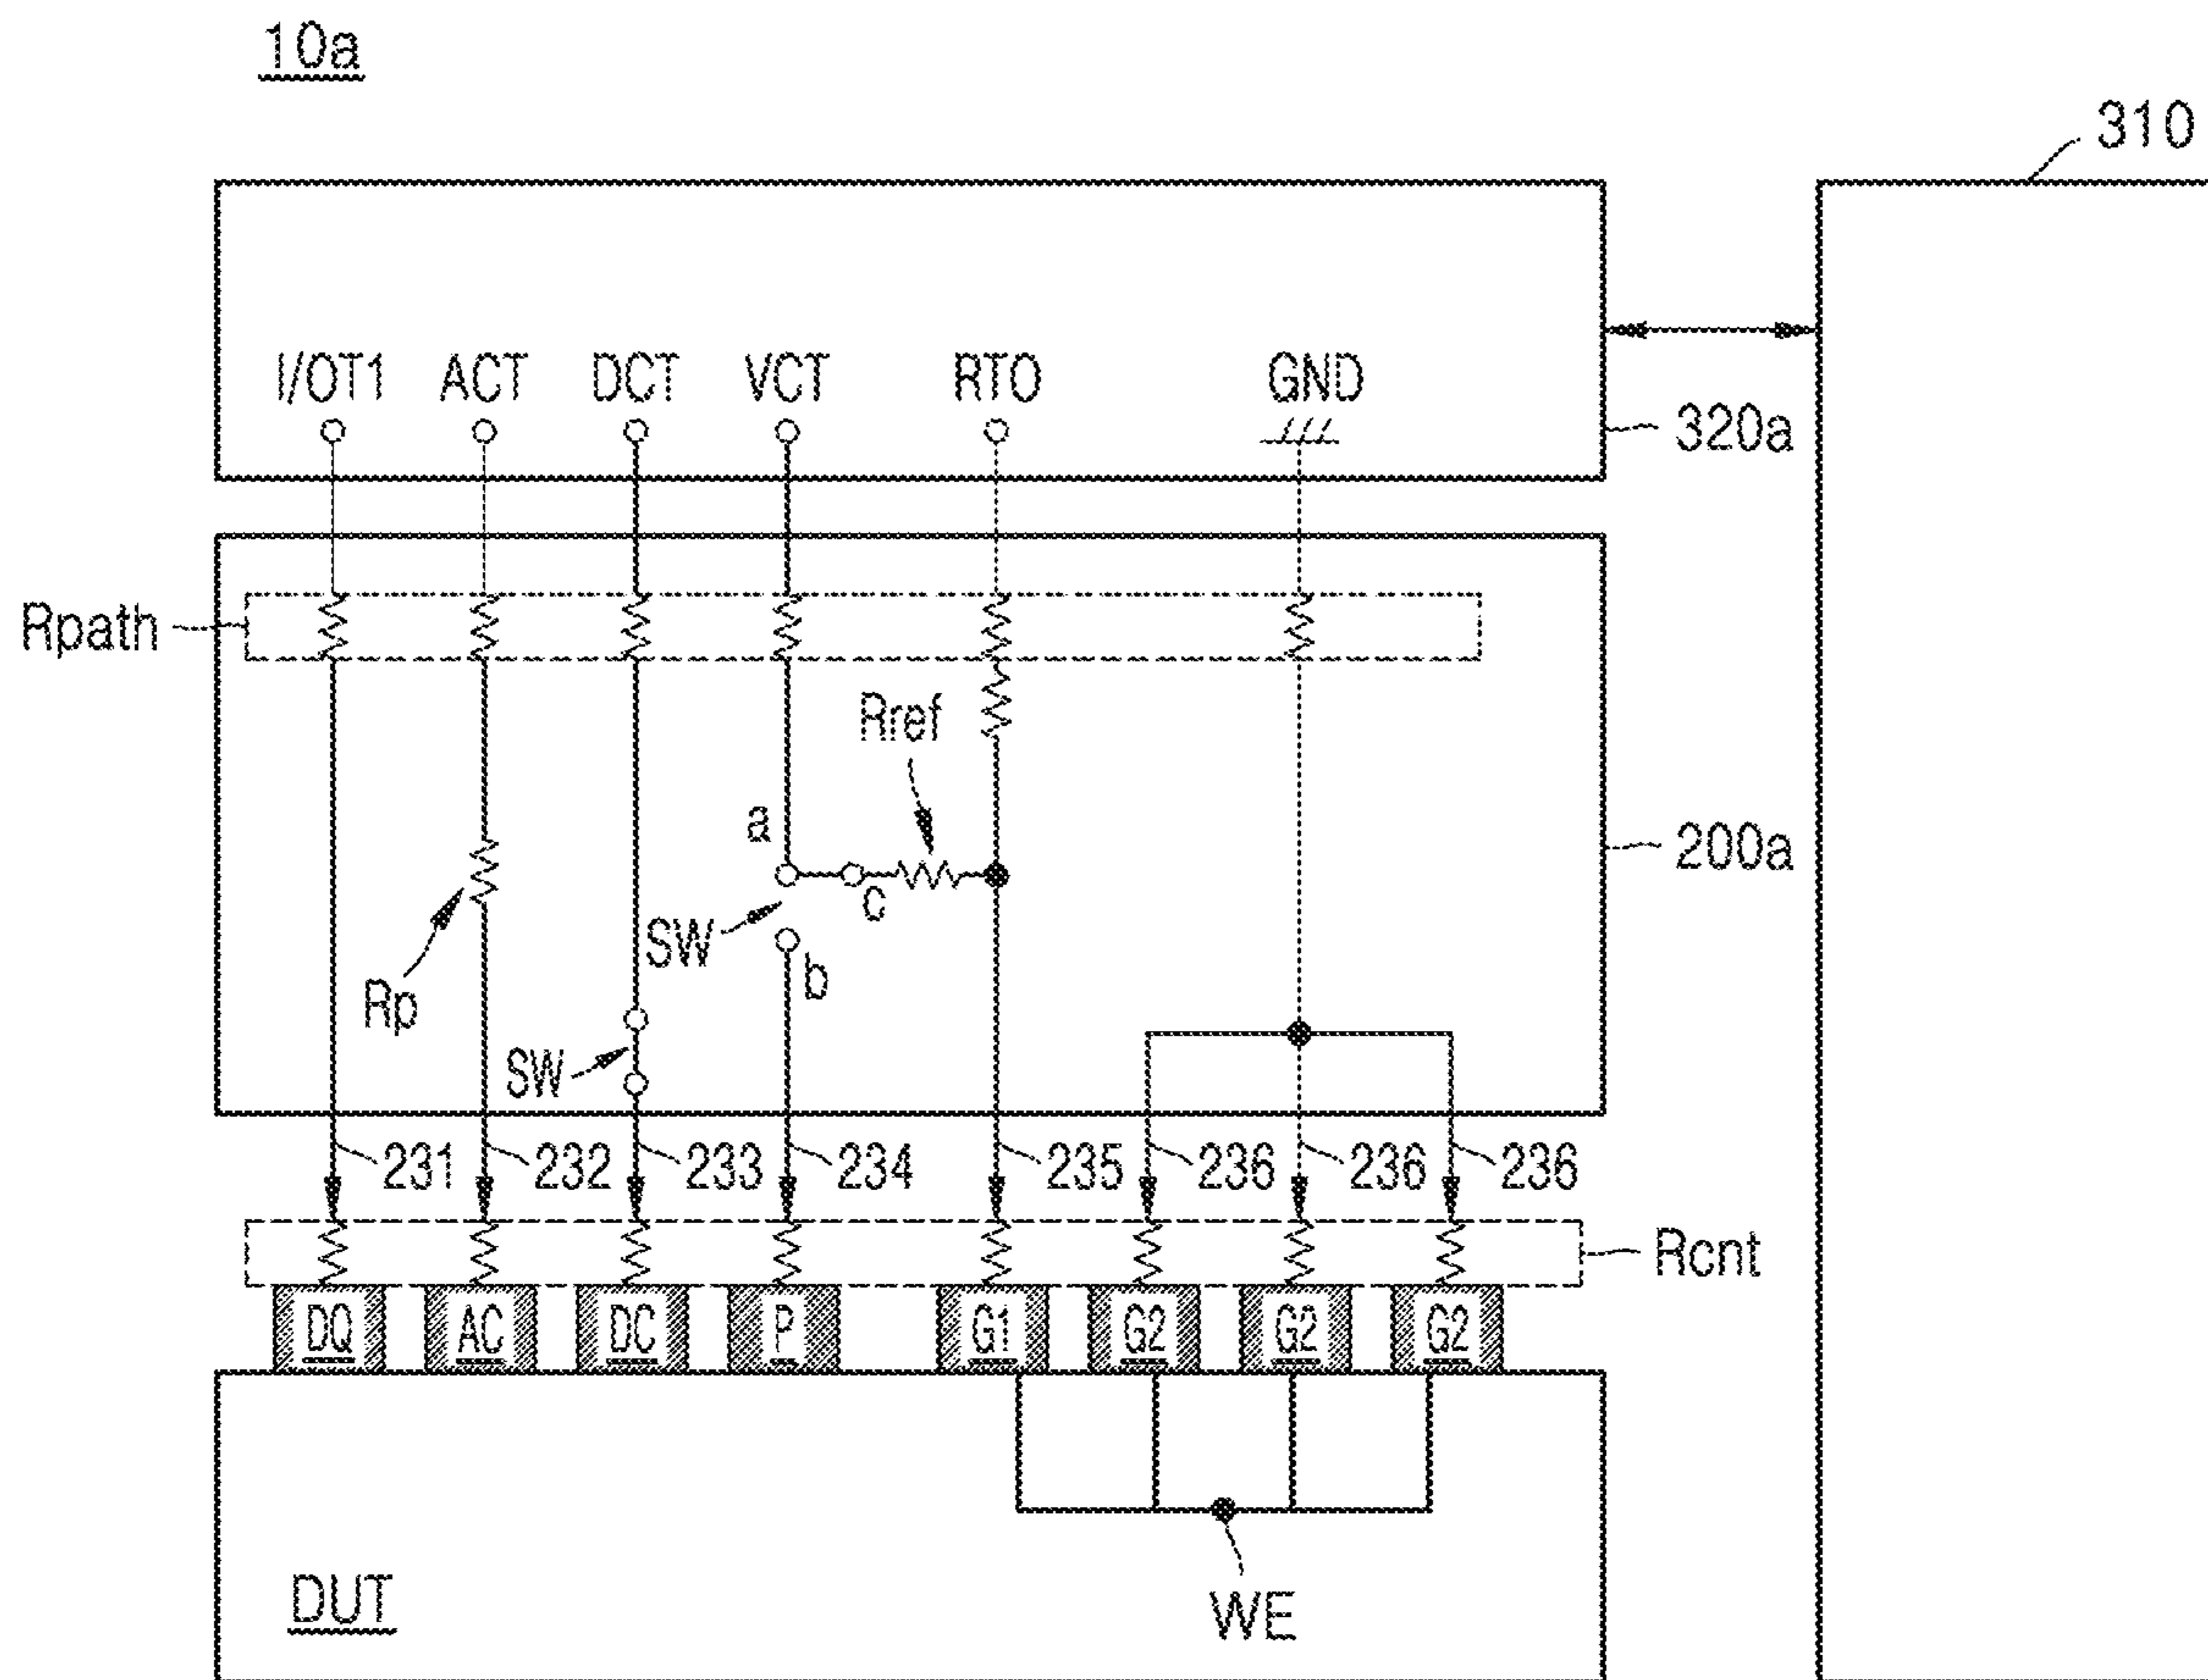 10a
310
I/OT1 ACT DCT VCT RTO GND
320a
Rpath
Rref
a
200a
c
SW
b
Rp
SW
231 232 233 234 235 236 236 236
Rcnt
DQ AC DC P G1 G2 G2 G2
DUT
WE